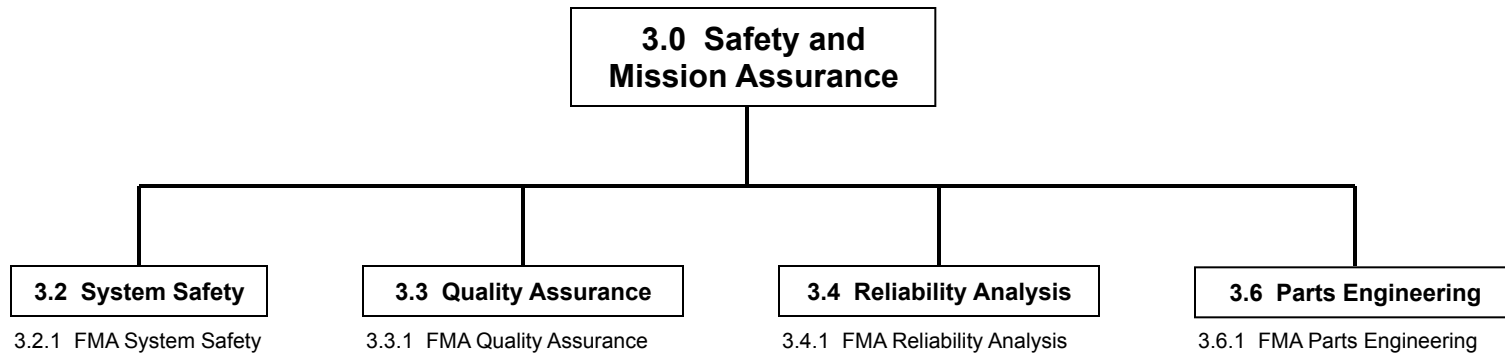 3.0 Safety and
Mission Assurance
3.2 System Safety
3.3 Quality Assurance
3.4 Reliability Analysis
3.6 Parts Engineering
3.2.1 FMA System Safety
3.3.1 FMA Quality Assurance
3.4.1 FMA Reliability Analysis
3.6.1 FMA Parts Engineering